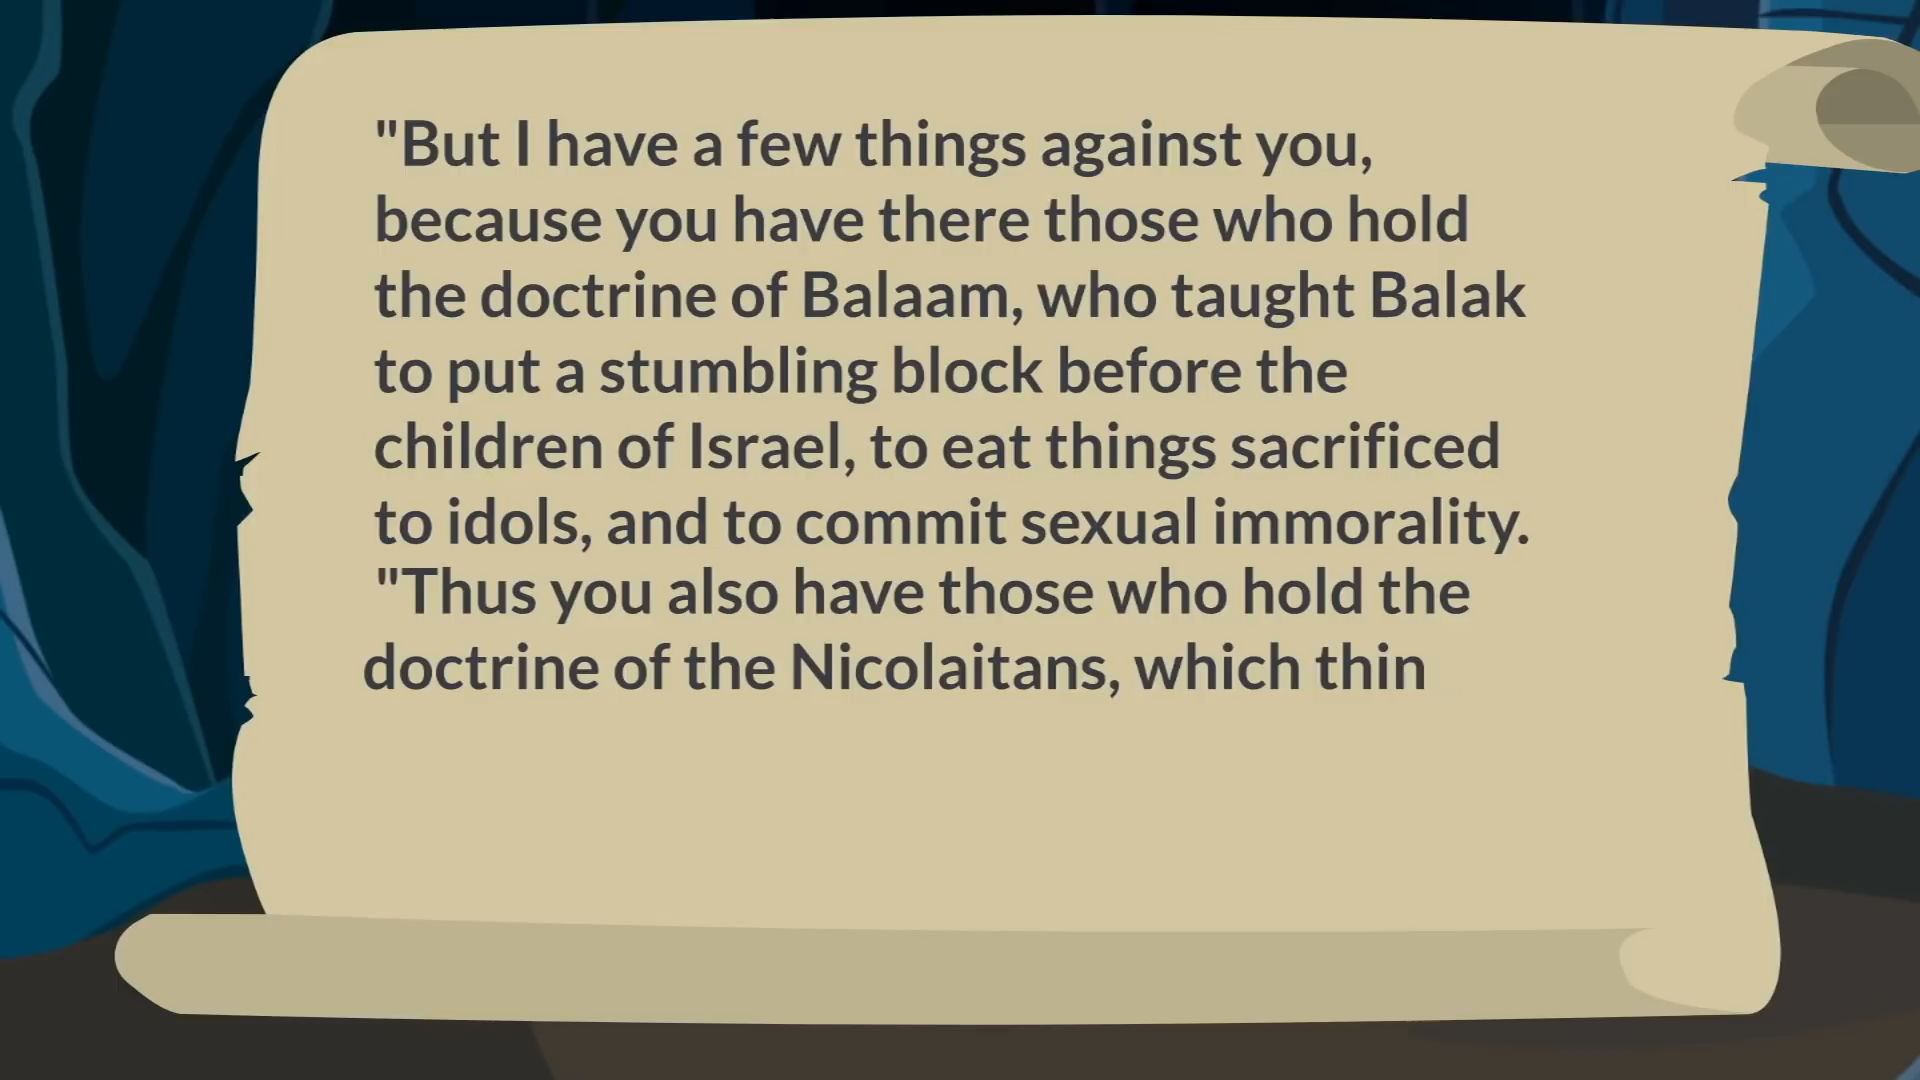 "But I have a few things against you,
because you have there those who hold
the doctrine of Balaam, who taught Balak
to put a stumbling block before the
children of Israel, to eat things sacrificed
to idols, and to commit sexual immorality.
"Thus you also have those who hold the
doctrine of the Nicolaitans, which thin